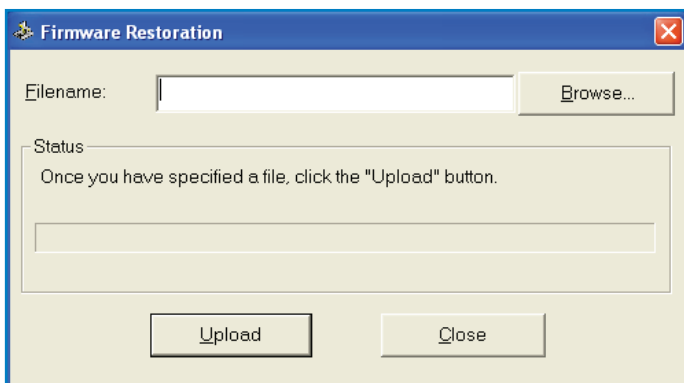 Firmware Restoration
Filename:
Browse...
Status
Once you have specified a file, click the "Upload" button.
Upload
Close